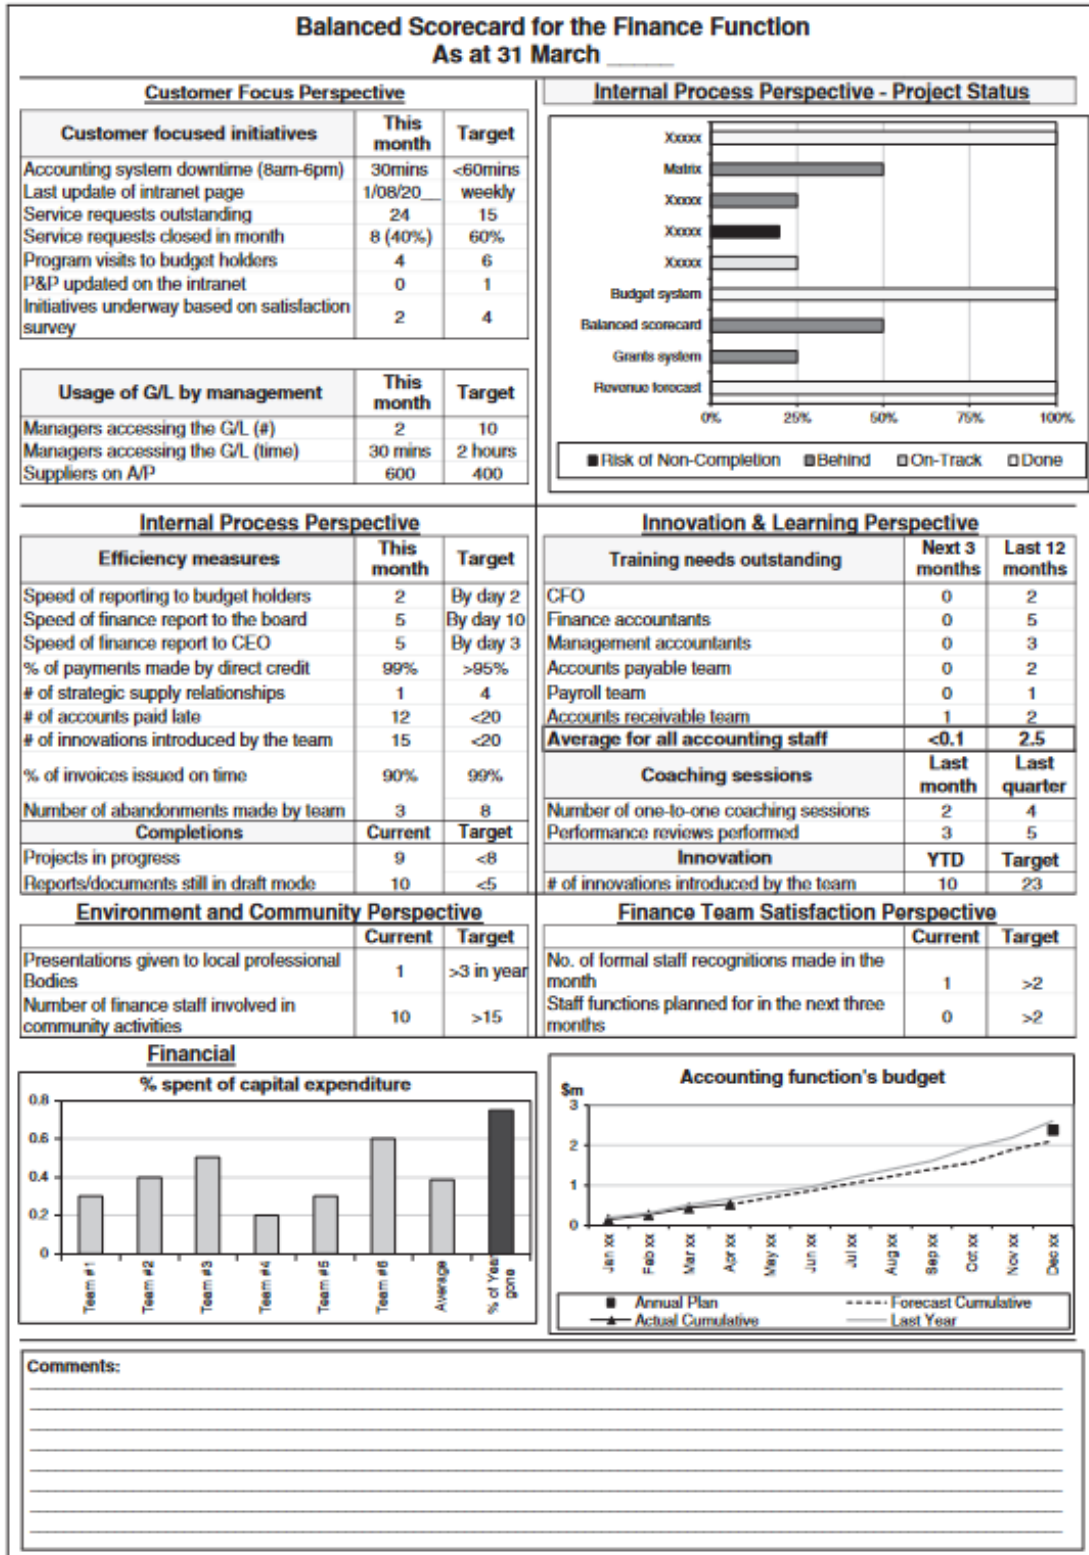 Balanced Scorecard for the Finance Function
As at 31 March _____
Customer Focus Perspective
Customer focused initiatives This month Target
Accounting system downtime (8am-6pm) 30mins <60mins
Last update of intranet page 1/08/20__ weekly
Service requests outstanding 24 15
Service requests closed in month 8 (40%) 60%
Program visits to budget holders 4 6
P&P updated on the intranet 0 1
Initiatives underway based on satisfaction
survey 2 4
Usage of G/L by management This month Target
Managers accessing the G/L (#) 2 10
Managers accessing the G/L (time) 30 mins 2 hours
Suppliers on A/P 600 400
Internal Process Perspective - Project Status
Xxxxx
Matrix
Xxxxx
Xxxxx
Xxxxx
Budget system
Balanced scorecard
Grants system
Revenue forecast
0% 25% 50% 75% 100%
Risk of Non-Completion Behind On-Track Done
Internal Process Perspective
Efficiency measures This month Target
Speed of reporting to budget holders 2 By day 2
Speed of finance report to the board 5 By day 10
Speed of finance report to CEO 5 By day 3
% of payments made by direct credit 99% >95%
# of strategic supply relationships 1 4
# of accounts paid late 12 <20
# of innovations introduced by the team 15 <20
% of invoices issued on time 90% 99%
Number of abandonments made by team 3 8
Completions Current Target
Projects in progress 9 <8
Reports/documents still in draft mode 10 <5
Innovation & Learning Perspective
Training needs outstanding Next 3 months Last 12 months
CFO 0 2
Finance accountants 0 5
Management accountants 0 3
Accounts payable team 0 2
Payroll team 0 1
Accounts receivable team 1 2
Average for all accounting staff <0.1 2.5
Coaching sessions Last month Last quarter
Number of one-to-one coaching sessions 2 4
Performance reviews performed 3 5
Innovation YTD Target
# of innovations introduced by the team 10 23
Environment and Community Perspective
Current Target
Presentations given to local professional
Bodies 1 >3 in year
Number of finance staff involved in
community activities 10 >15
Finance Team Satisfaction Perspective
Current Target
No. of formal staff recognitions made in the
month 1 >2
Staff functions planned for in the next three
months 0 >2
Financial
% spent of capital expenditure
0.8
0.6
0.4
0.2
0
Team #1 Team #2 Team #3 Team #4 Team #5 Team #6 Average % of Year gone
Accounting function's budget
$m
3
2
1
0
Jan xx Feb xx Mar xx Apr xx May xx Jun xx Jul xx Aug xx Sep xx Oct xx Nov xx Dec xx
Annual Plan Forecast Cumulative
Actual Cumulative Last Year
Comments: